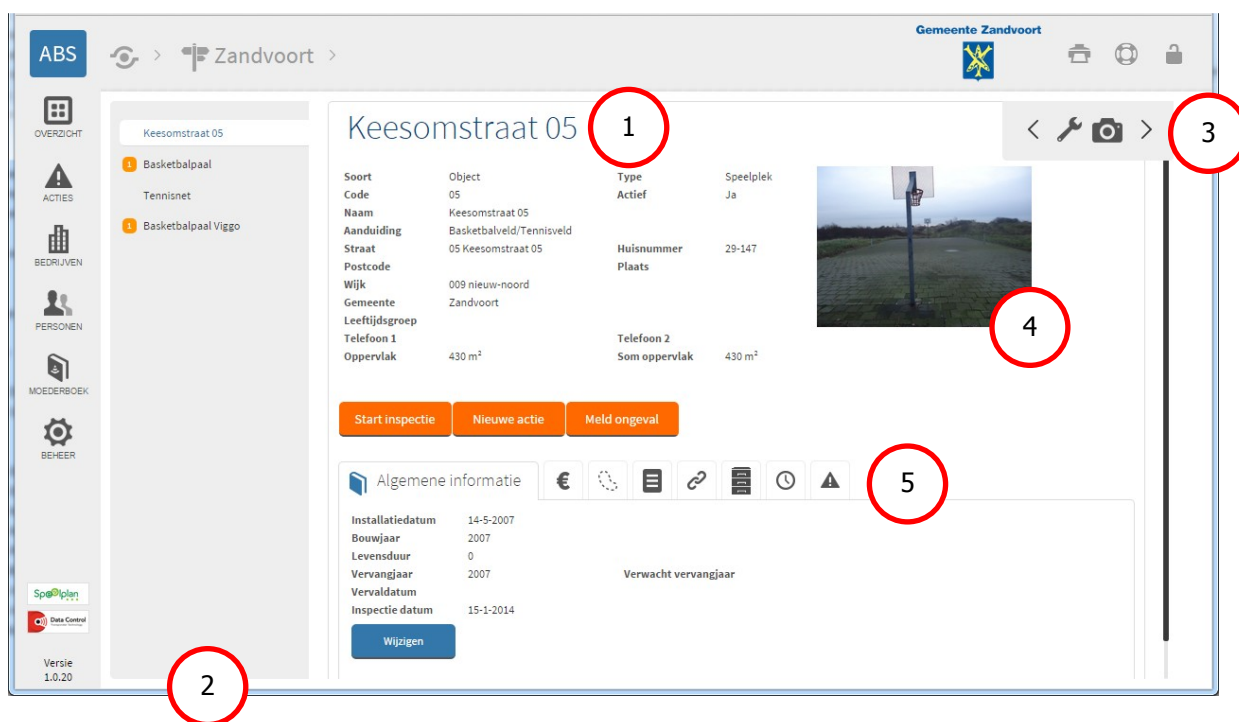 Gemeente Zandvoort
ABS > Zandvoort >
OVERZICHT
ACTIES
BEDRIJVEN
PERSONEN
MOEDERBOEK
BEHEER
Speelplan
Data Control
Versie
1.0.20
Keesomstraat 05
1 Basketbalpaal
Tennisnet
1 Basketbalpaal Viggo
2
Keesomstraat 05 1
< > 3
Soort Object Type Speelplek
Code 05 Actief Ja
Naam Keesomstraat 05
Aanduiding Basketbalveld/Tennisveld
Straat 05 Keesomstraat 05 Huisnummer 29-147
Postcode Plaats
Wijk 009 nieuw-noord
Gemeente Zandvoort
Leeftijdsgroep
Telefoon 1 Telefoon 2
Oppervlak 430 m² Som oppervlak 430 m²
4
Start inspectie Nieuwe actie Meld ongeval
Algemene informatie € 5
Installatiedatum 14-5-2007
Bouwjaar 2007
Levensduur 0
Vervangjaar 2007 Verwacht vervangjaar
Vervaldatum
Inspectie datum 15-1-2014
Wijzigen